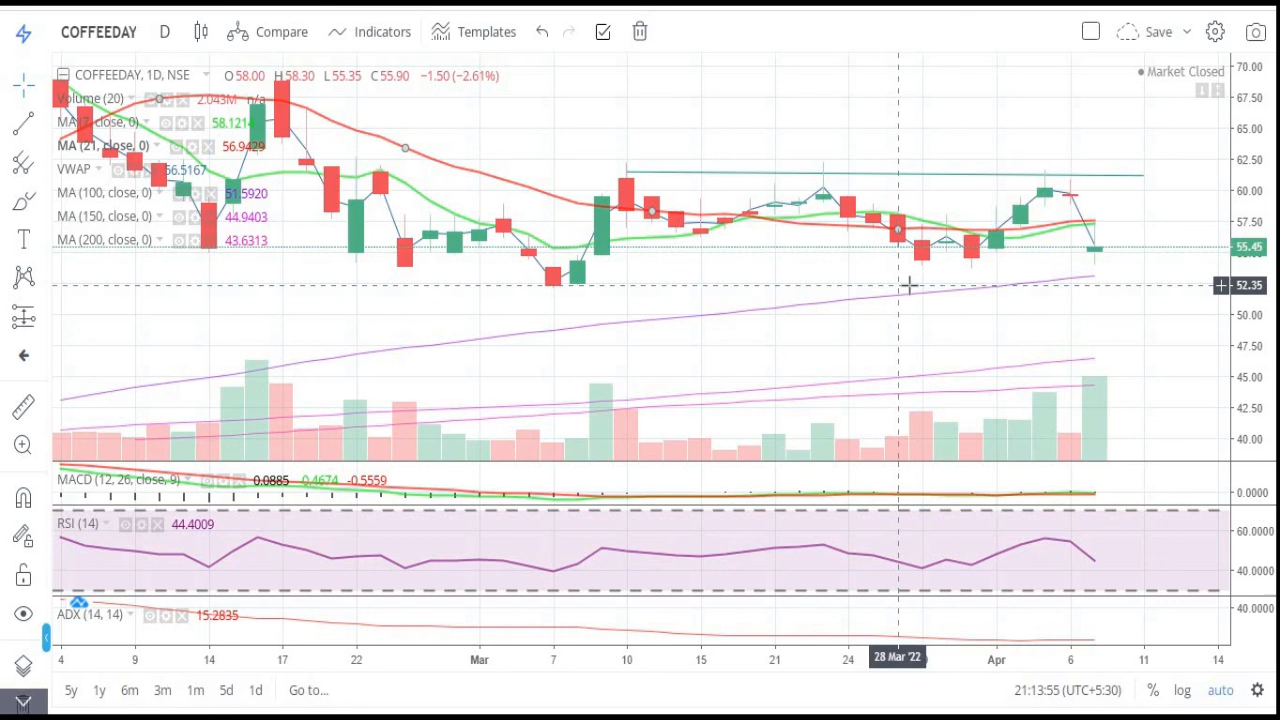 COFFEEDAY D Compare Indicators Templates Save
COFFEEDAY, 1D, NSE O 58.00 H 58.30 L 55.35 C 55.90 −1.50 (−2.61%)
Market Closed
Volume (20) 2.043M n/a
MA (7, close, 0) 58.1214
MA (21, close, 0) 56.9429
VWAP 56.5167
MA (100, close, 0) 51.5920
MA (150, close, 0) 44.9403
MA (200, close, 0) 43.6313
70.00
67.50
65.00
62.50
60.00
57.50
55.45
52.35
50.00
47.50
45.00
42.50
40.00
MACD (12, 26, close, 9) 0.0885 0.4674 -0.5559
0.0000
RSI (14) 44.4009
60.0000
40.0000
ADX (14, 14) 15.2835
40.0000
4 9 14 17 22 Mar 7 10 15 21 24 28 Mar '22 Apr 6 11 14
5y 1y 6m 3m 1m 5d 1d Go to... 21:13:55 (UTC+5:30) % log auto